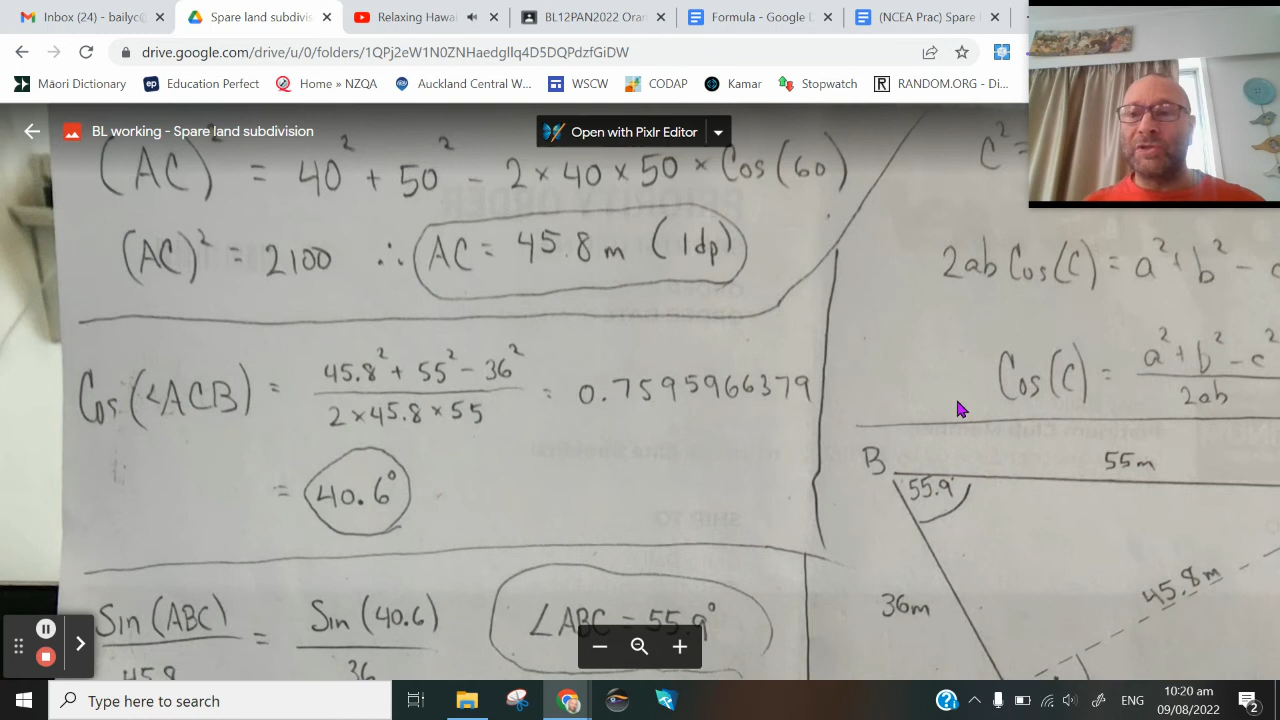 Inbox (24) - bailyc@
Spare land subdivis
Relaxing Hawai
BL12PAN2022 Oran
Formula - Google D
(NCEA Prac) Spare
drive.google.com/drive/u/0/folders/1QPj2eW1N0ZNHaedgIlq4D5DQPdzfGiDW
Māori Dictionary
Education Perfect
Home » NZQA
Auckland Central W...
WSCW
CODAP
Kamar
Stopwatch
RANDOM.ORG - Di...
BL working - Spare land subdivision
Open with Pixlr Editor
(AC)² = 40² + 50² - 2 × 40 × 50 × Cos(60)
(AC)² = 2100 ∴ AC = 45.8 m (1dp)
Cos(<ACB) = 45.8² + 55² - 36² / 2 × 45.8 × 55 = 0.7595966379
= 40.6°
Sin(ABC) / 45.8 = Sin(40.6) / 36
∠ABC = 55.9°
c² =
2ab Cos(C) = a² + b² - c
Cos(C) = a² + b² - c² / 2ab
B
55m
55.9°
36m
45.8m
Type here to search
ENG
10:20 am
09/08/2022
2